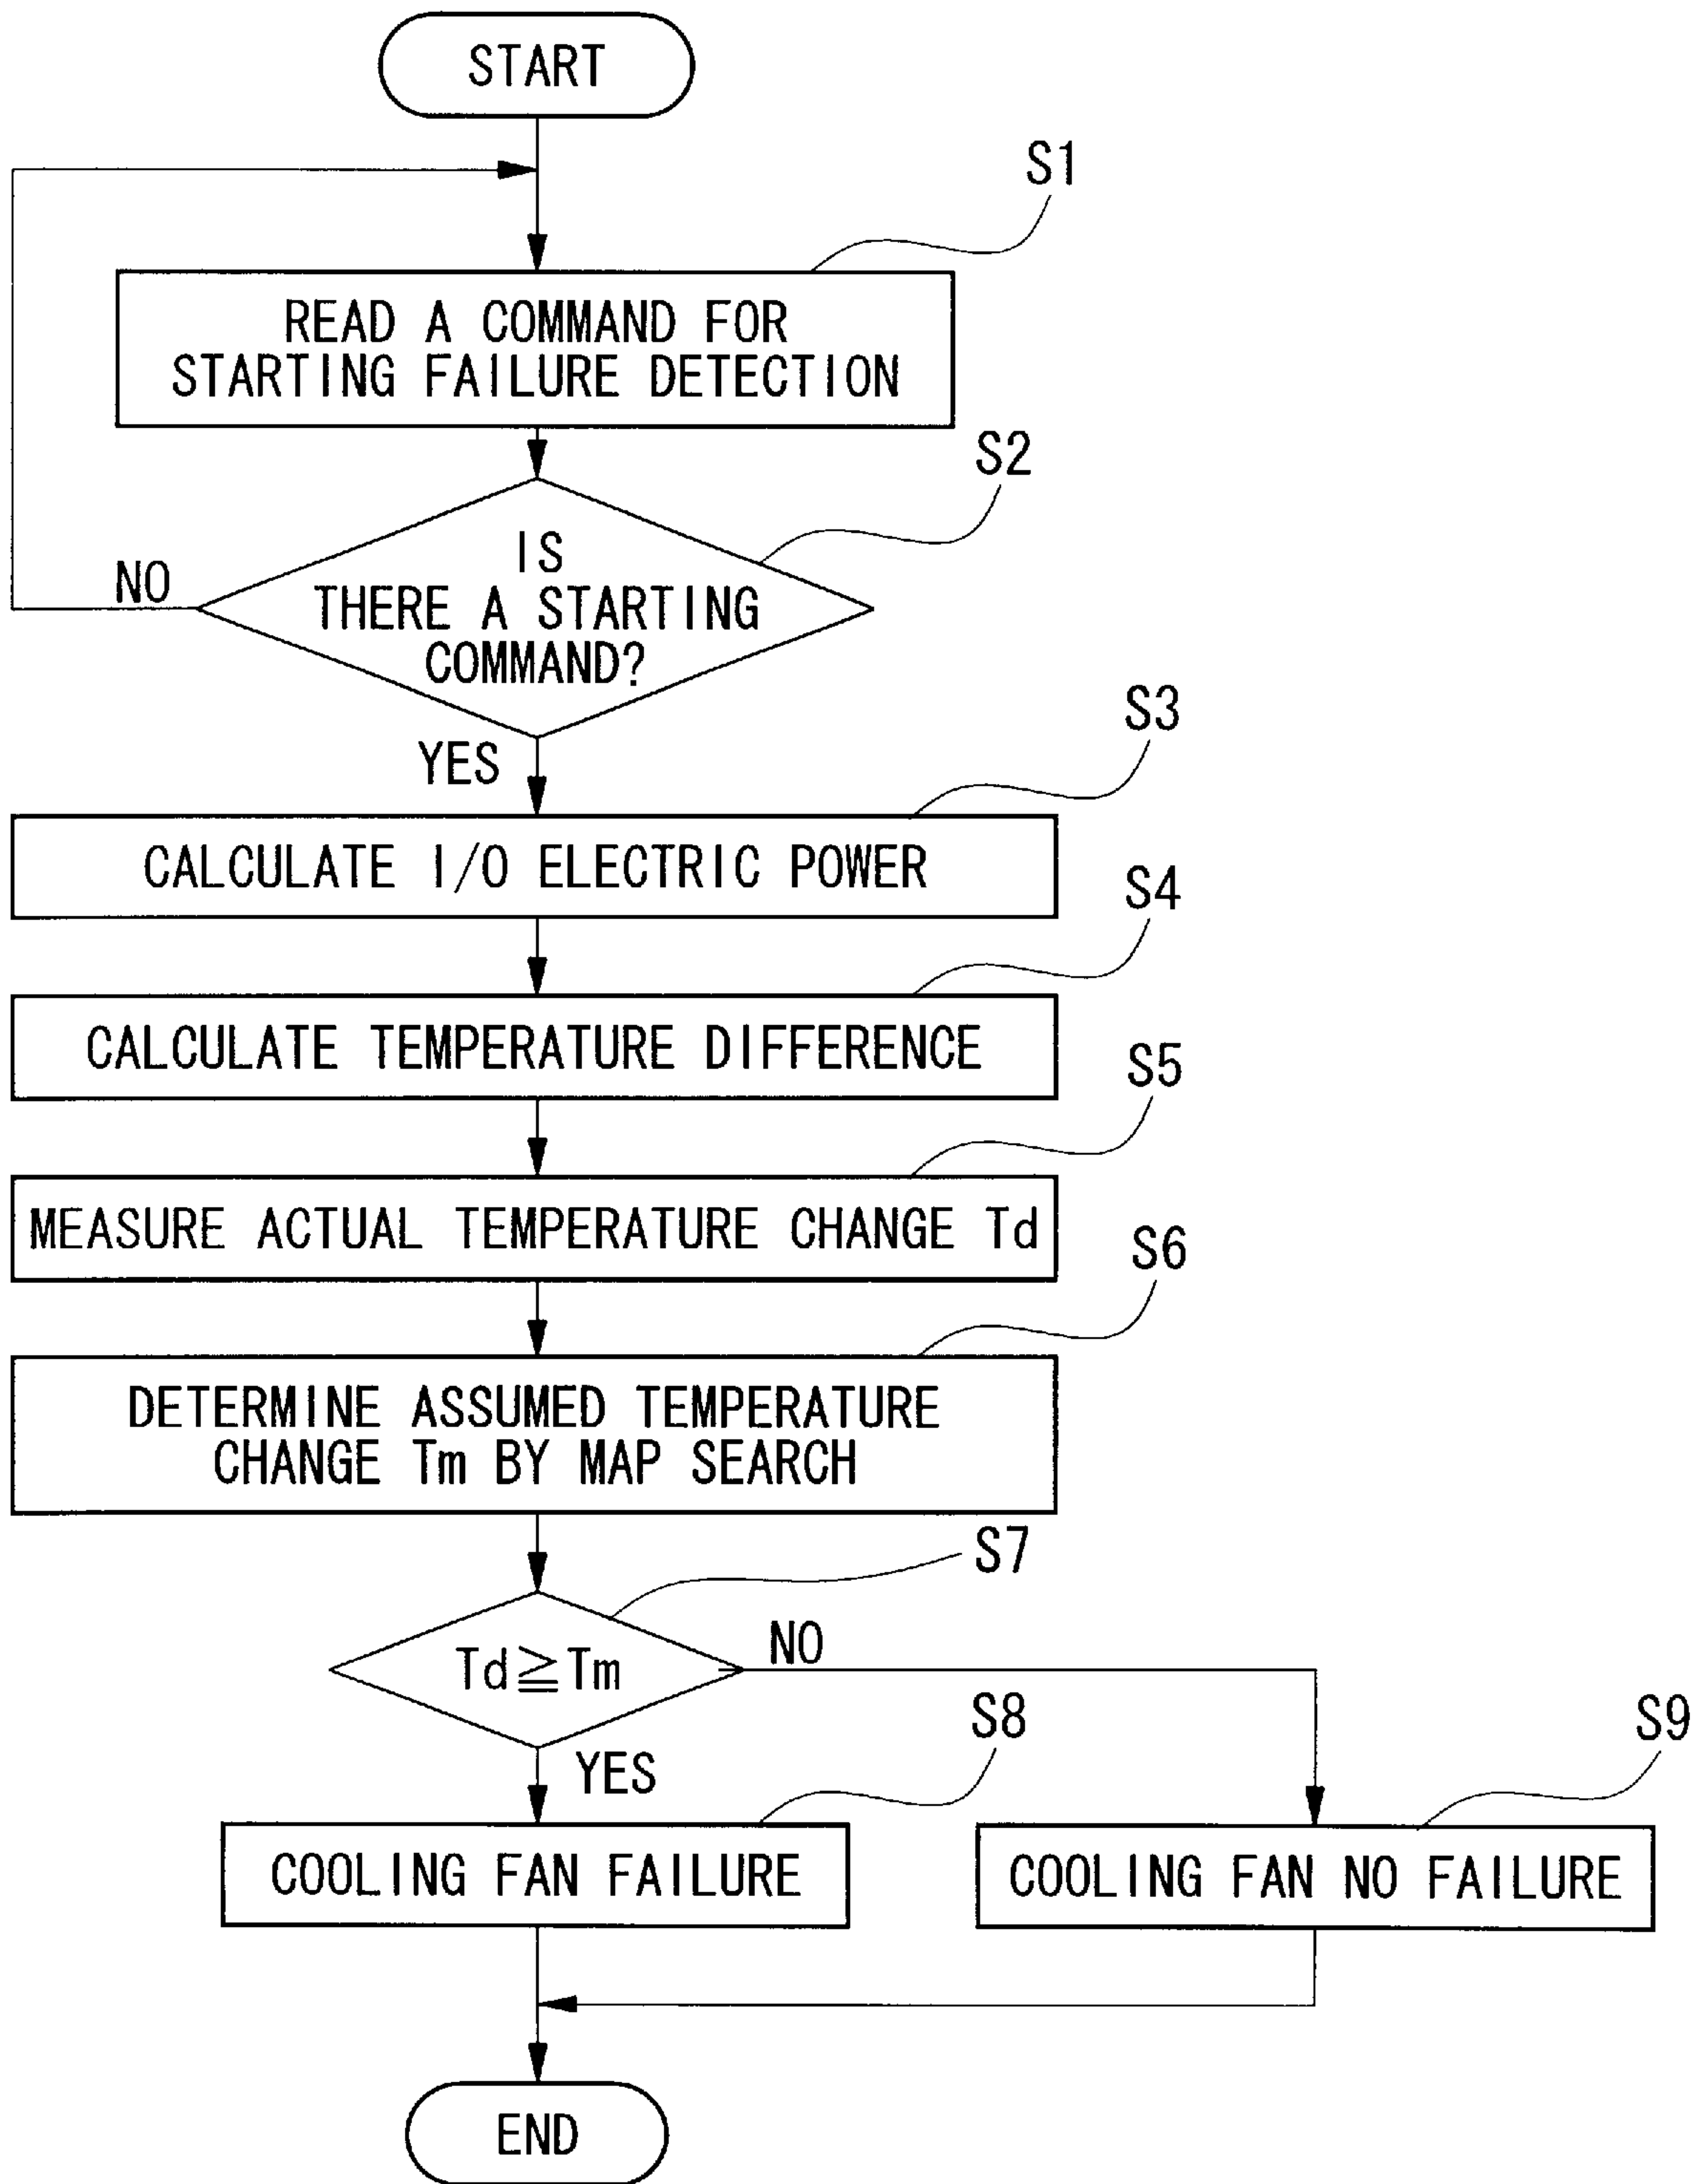 START
S1
READ A COMMAND FOR
STARTING FAILURE DETECTION
S2
IS
THERE A STARTING
COMMAND?
NO
YES
S3
CALCULATE I/O ELECTRIC POWER
S4
CALCULATE TEMPERATURE DIFFERENCE
S5
MEASURE ACTUAL TEMPERATURE CHANGE Td
S6
DETERMINE ASSUMED TEMPERATURE
CHANGE Tm BY MAP SEARCH
S7
Td≧Tm
NO
YES
S8
COOLING FAN FAILURE
S9
COOLING FAN NO FAILURE
END